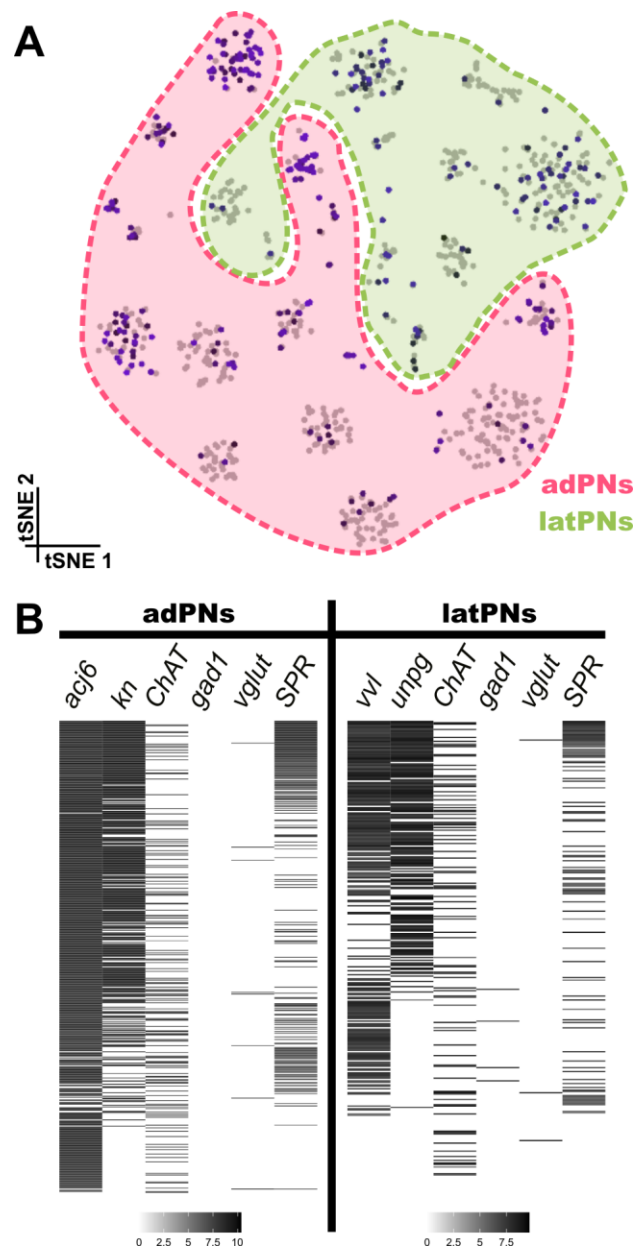 A
tSNE 2
tSNE 1
adPNs
latPNs
B
adPNs latPNs
acj6 kn ChAT gad1 vglut SPR vvl unpg ChAT gad1 vglut SPR
0 2.5 5 7.5 10 0 2.5 5 7.5